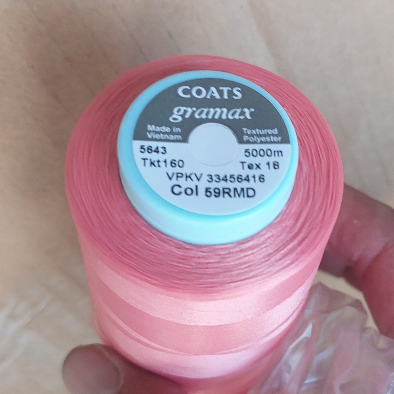 COATS
gramax
Made in Vietnam
Textured Polyester
5643 5000m
Tkt160 Tex 18
VPKV 33456416
Col 59RMD